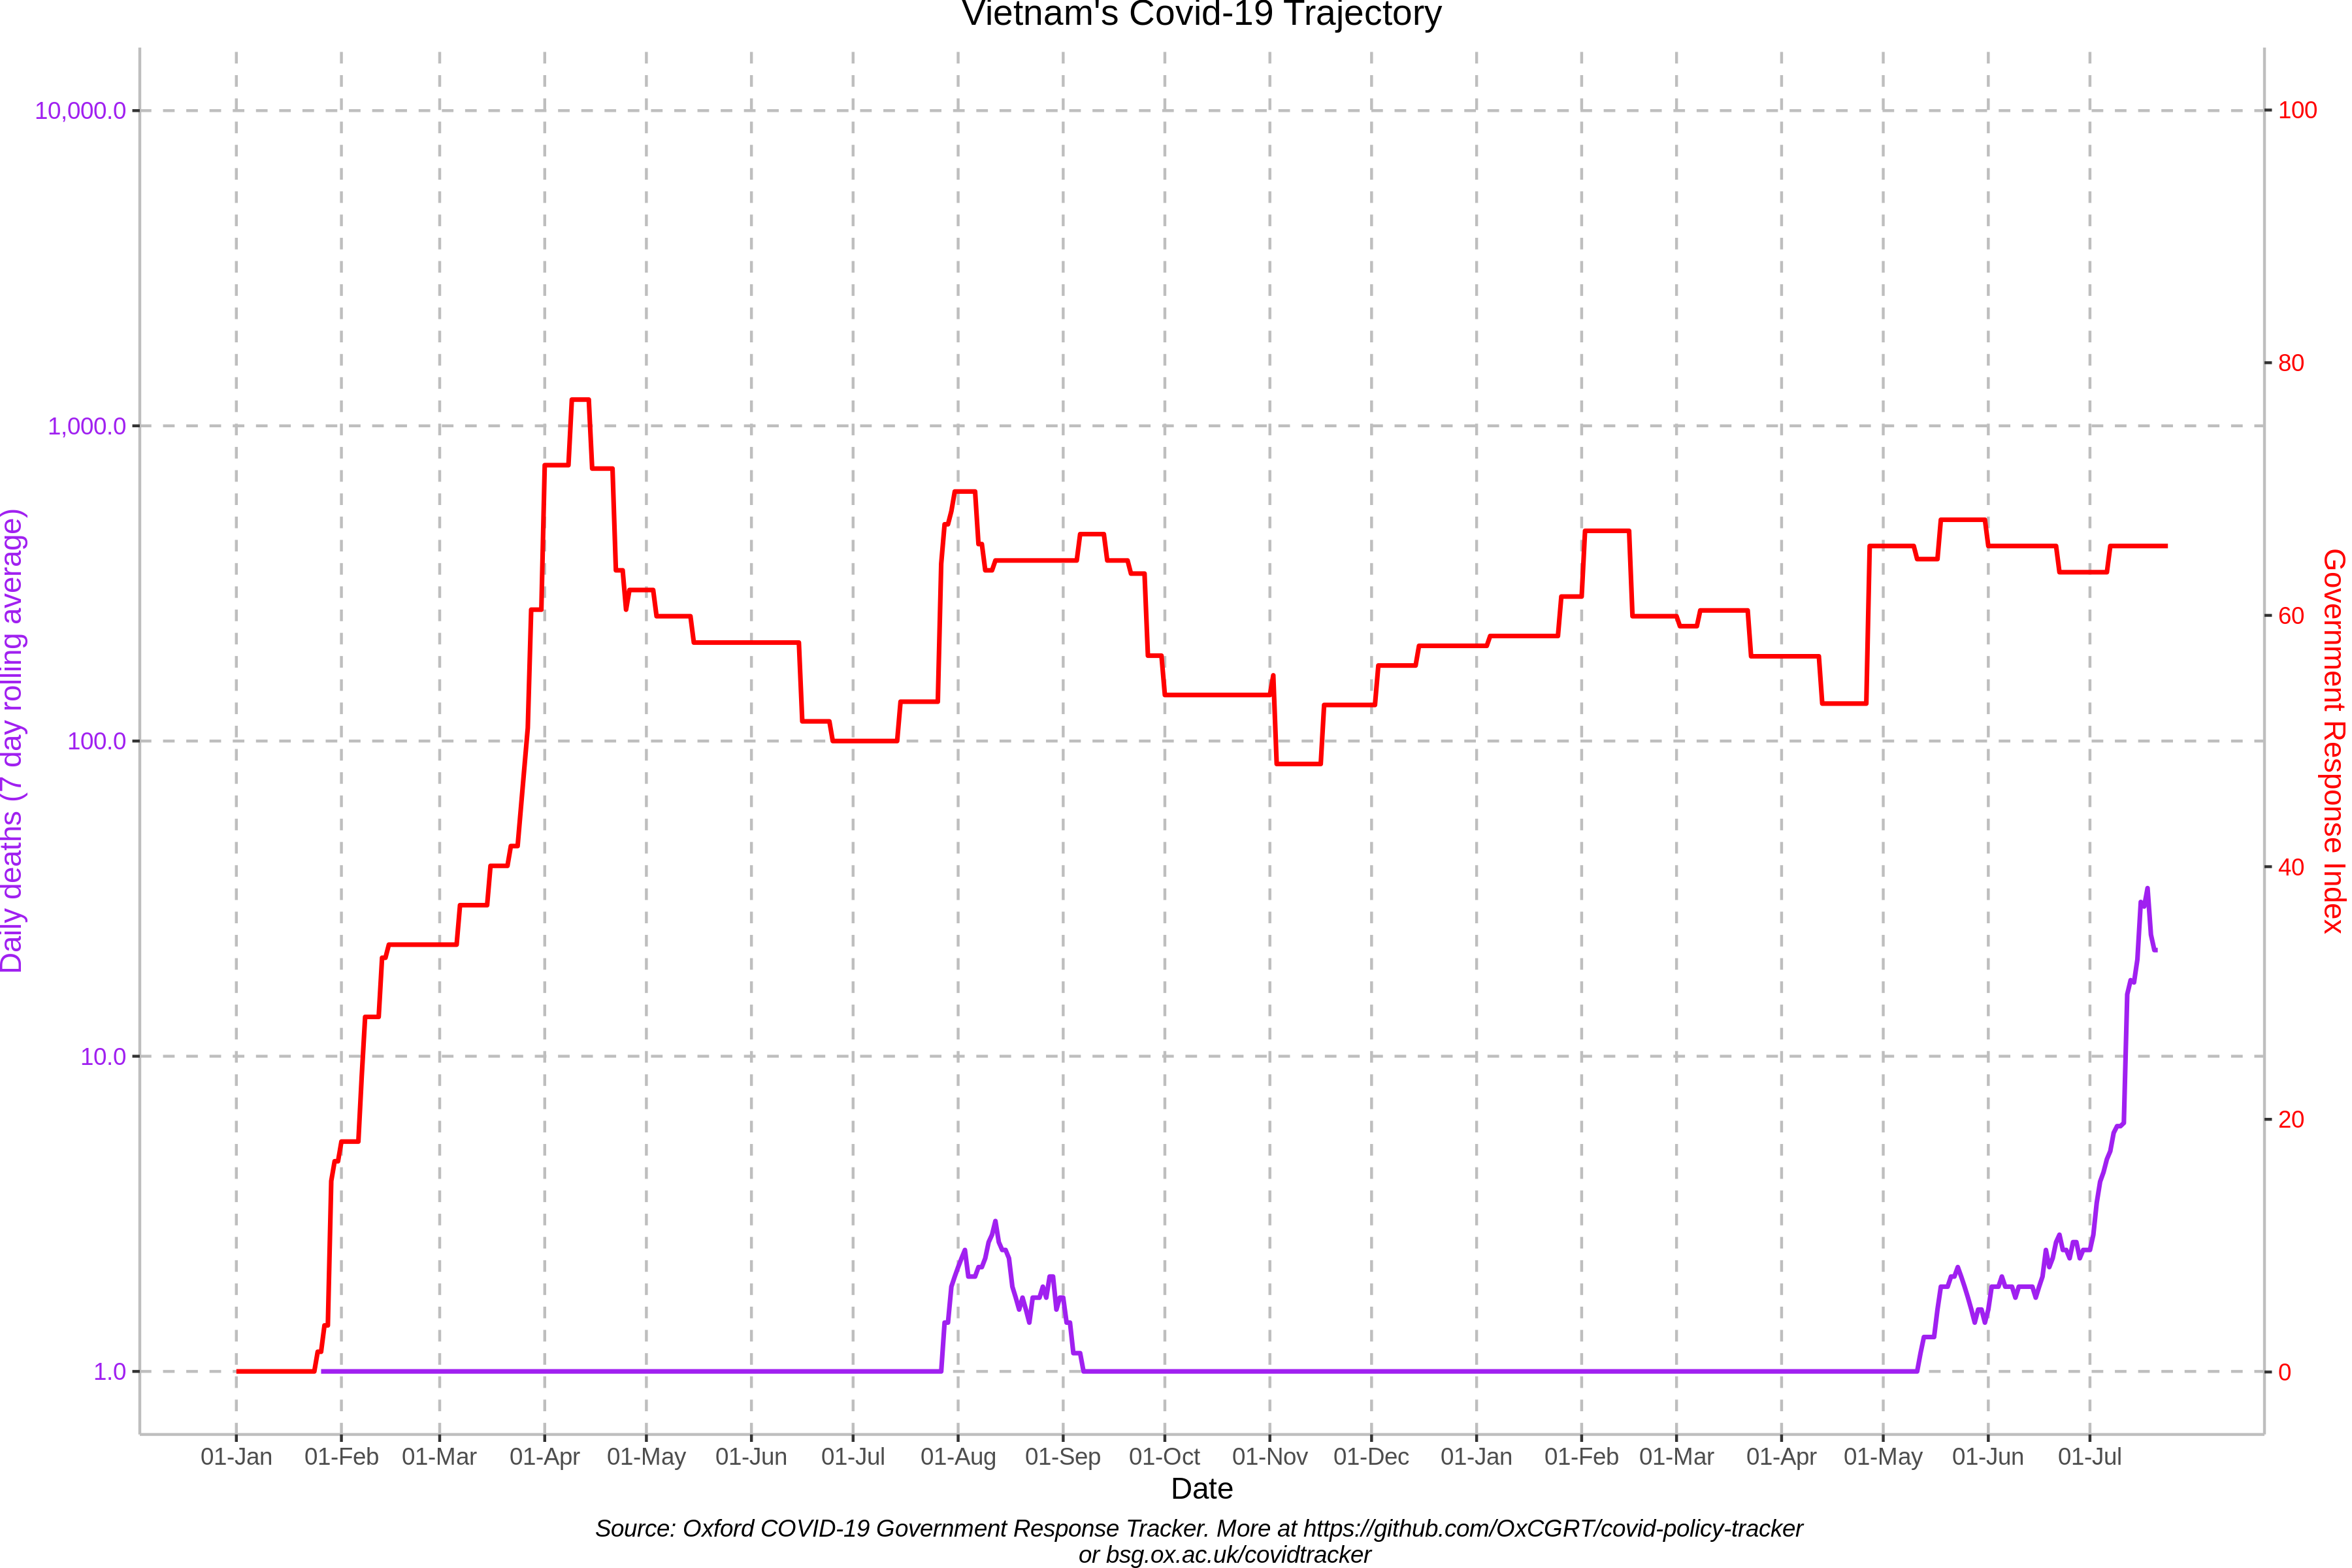 Vietnam's Covid-19 Trajectory
10,000.0
1,000.0
100.0
10.0
1.0
Daily deaths (7 day rolling average)
100
80
60
40
20
0
Government Response Index
01-Jan 01-Feb 01-Mar 01-Apr 01-May 01-Jun 01-Jul 01-Aug 01-Sep 01-Oct 01-Nov 01-Dec 01-Jan 01-Feb 01-Mar 01-Apr 01-May 01-Jun 01-Jul
Date
Source: Oxford COVID-19 Government Response Tracker. More at https://github.com/OxCGRT/covid-policy-tracker
or bsg.ox.ac.uk/covidtracker